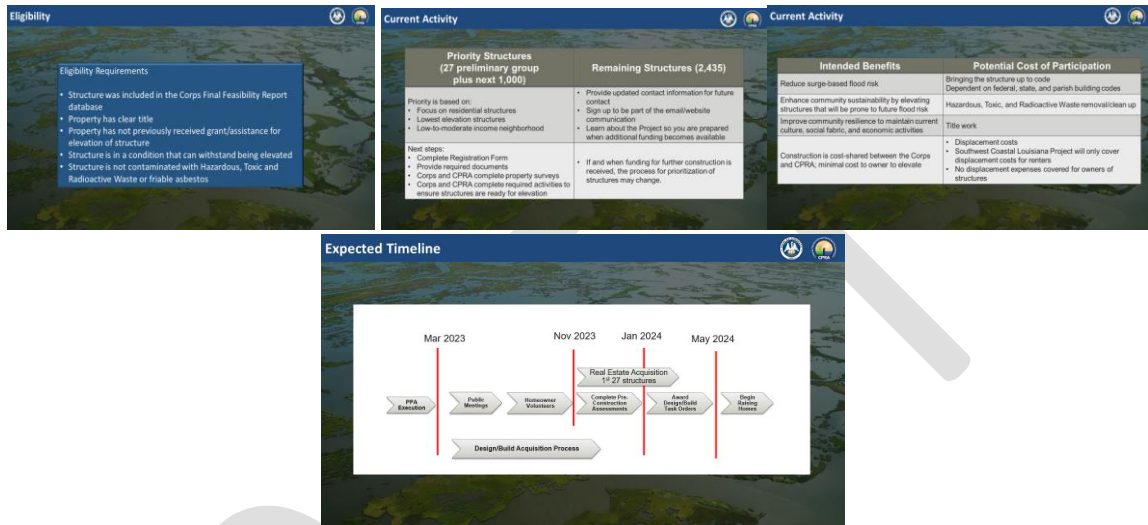 Eligibility
Eligibility Requirements
• Structure was included in the Corps Final Feasibility Report
database
• Property has clear title
• Property has not previously received grant/assistance for
elevation of structure
• Structure is in a condition that can withstand being elevated
• Structure is not contaminated with Hazardous, Toxic and
Radioactive Waste or friable asbestos
Current Activity
Priority Structures
(27 preliminary group
plus next 1,000)
Remaining Structures (2,435)
Priority is based on:
• Focus on residential structures
• Lowest elevation structures
• Low-to-moderate income neighborhood
• Provide updated contact information for future
contact
• Sign up to be part of the email/website
communication
• Learn about the Project so you are prepared
when additional funding becomes available
Next steps:
• Complete Registration Form
• Provide required documents
• Corps and CPRA complete property surveys
• Corps and CPRA complete required activities to
ensure structures are ready for elevation
• If and when funding for further construction is
received, the process for prioritization of
structures may change.
Current Activity
Intended Benefits
Potential Cost of Participation
Reduce surge-based flood risk
Bringing the structure up to code
Dependent on federal, state, and parish building codes
Enhance community sustainability by elevating
structures that will be prone to future flood risk
Hazardous, Toxic, and Radioactive Waste removal/clean up
Improve community resilience to maintain current
culture, social fabric, and economic activities
Title work
Construction is cost-shared between the Corps
and CPRA; minimal cost to owner to elevate
• Displacement costs
• Southwest Coastal Louisiana Project will only cover
displacement costs for renters
• No displacement expenses covered for owners of
structures
Expected Timeline
CPRA
Mar 2023
Nov 2023
Jan 2024
May 2024
Real Estate Acquisition
1st 27 structures
PPA
Execution
Public
Meetings
Homeowner
Volunteers
Complete Pre-
Construction
Assessments
Award
Design/Build
Task Orders
Begin
Raising
Homes
Design/Build Acquisition Process